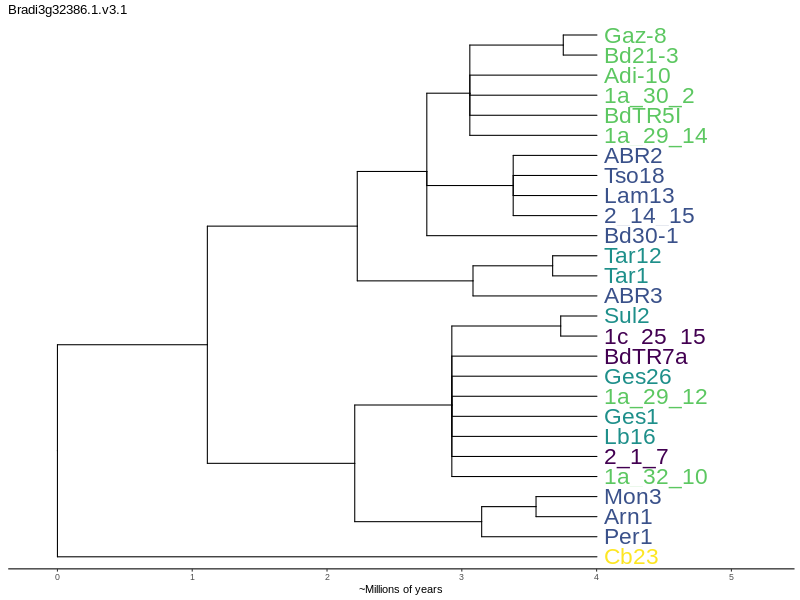 Bradi3g32386.1.v3.1
Gaz-8
Bd21-3
Adi-10
1a_30_2
BdTR5I
1a_29_14
ABR2
Tso18
Lam13
2_14_15
Bd30-1
Tar12
Tar1
ABR3
Sul2
1c_25_15
BdTR7a
Ges26
1a_29_12
Ges1
Lb16
2_1_7
1a_32_10
Mon3
Arn1
Per1
Cb23
0 1 2 3 4 5
~Millions of years